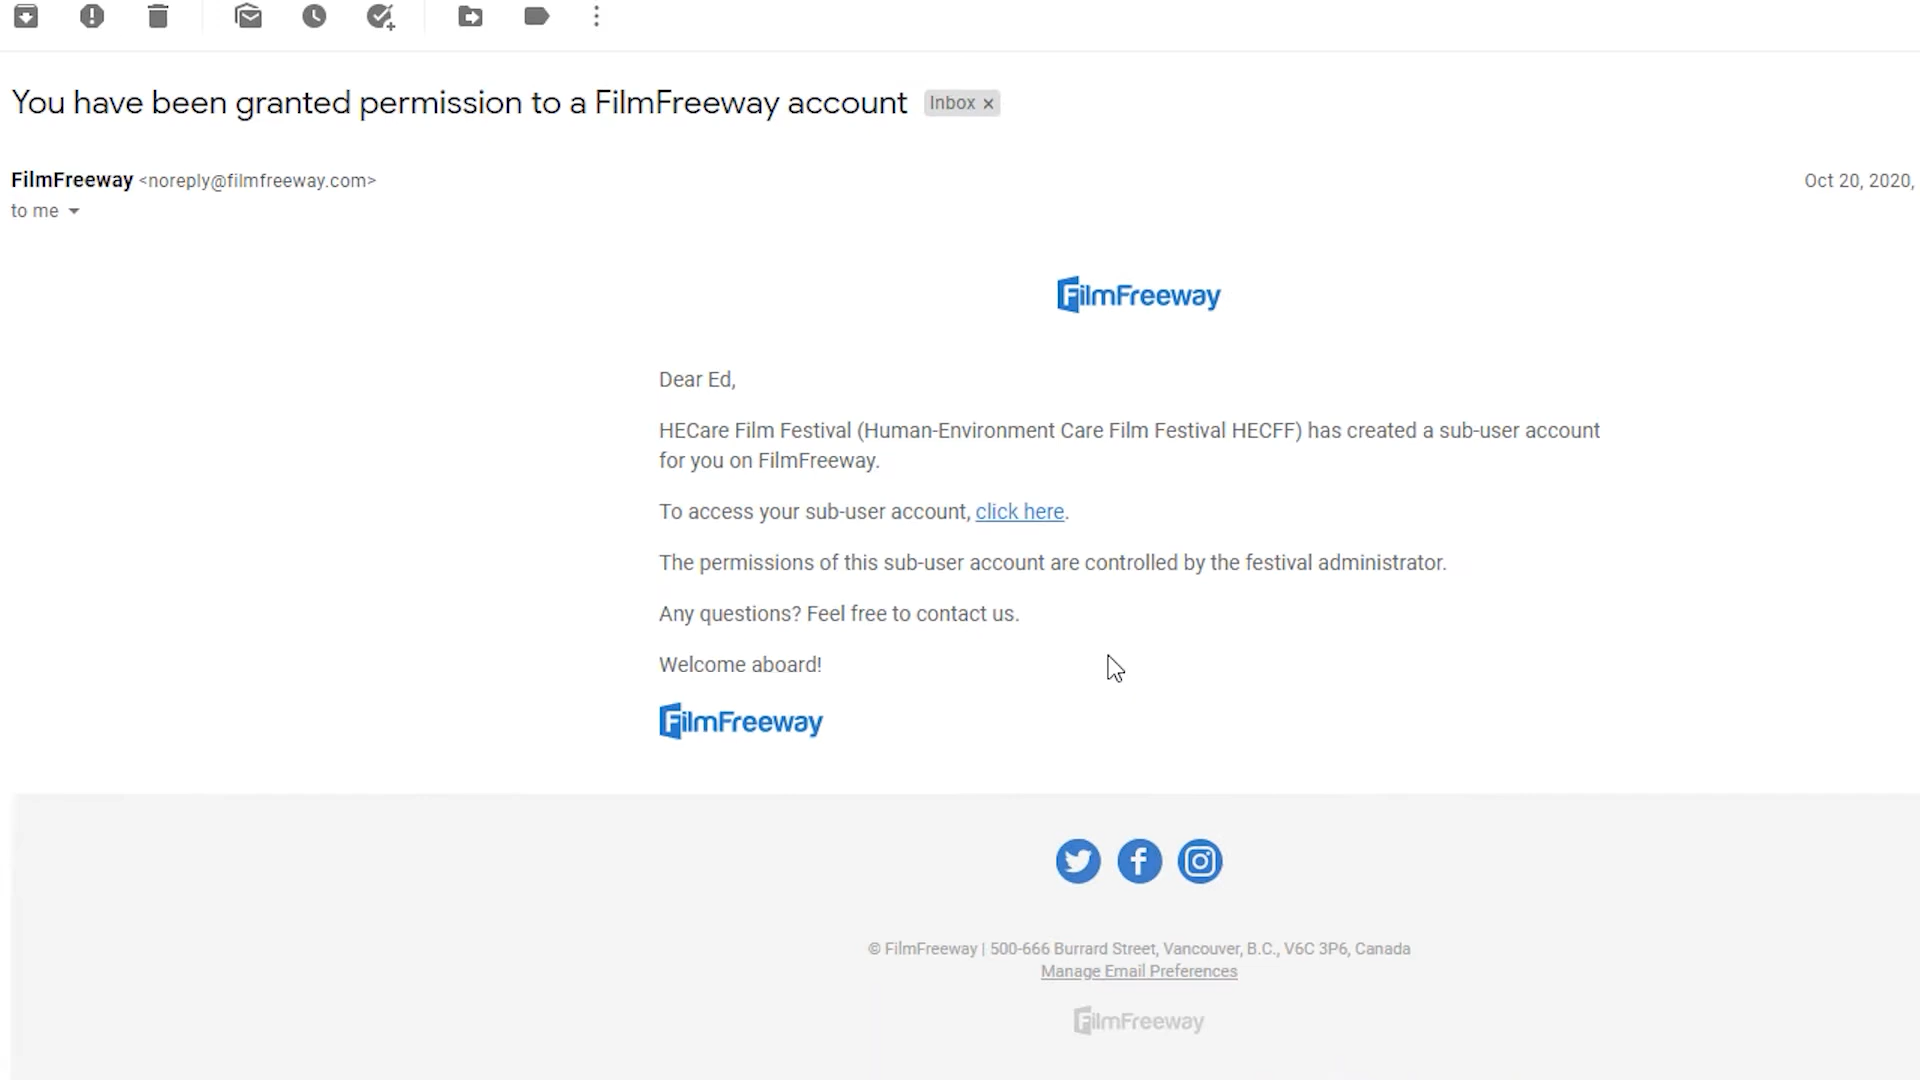 You have been granted permission to a FilmFreeway account Inbox ×
FilmFreeway <noreply@filmfreeway.com> Oct 20, 2020,
to me
FilmFreeway
Dear Ed,
HECare Film Festival (Human-Environment Care Film Festival HECFF) has created a sub-user account
for you on FilmFreeway.
To access your sub-user account, click here.
The permissions of this sub-user account are controlled by the festival administrator.
Any questions? Feel free to contact us.
Welcome aboard!
FilmFreeway
© FilmFreeway | 500-666 Burrard Street, Vancouver, B.C., V6C 3P6, Canada
Manage Email Preferences
FilmFreeway